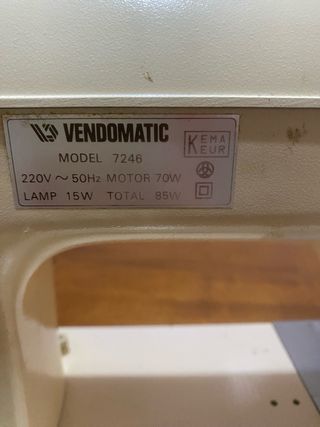 VENDOMATIC
MODEL 7246
220V ~ 50Hz MOTOR 70W
LAMP 15W TOTAL 85W
KEMA
KEUR